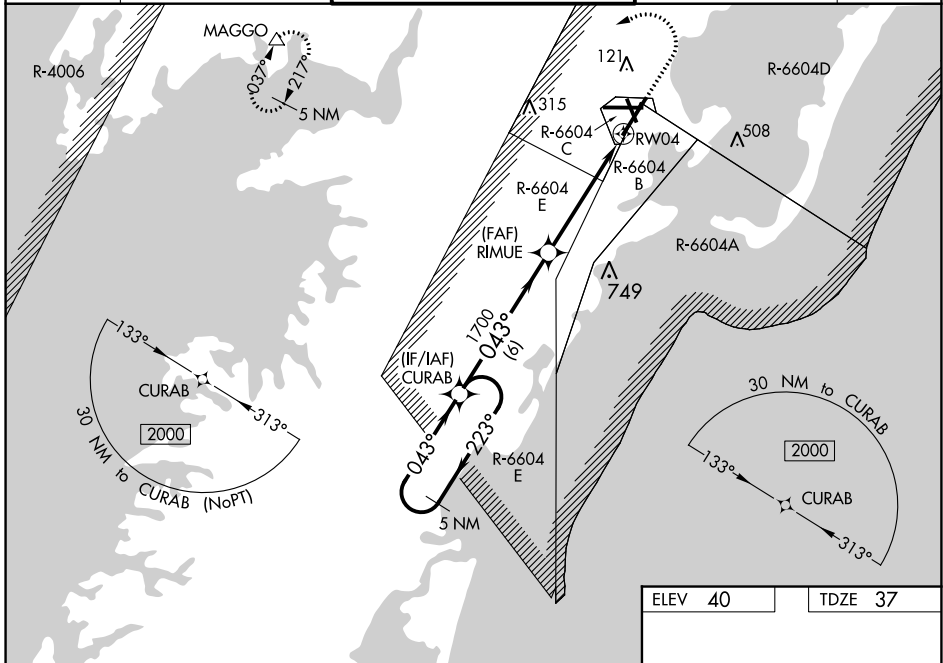 MAGGO
R-4006
037°
217°
5 NM
121
R-6604D
315
R-6604
C
RW04
508
R-6604
B
R-6604
E
(FAF)
RIMUE
R-6604A
749
1700
043°
(6)
(IF/IAF)
CURAB
133°
CURAB
313°
2000
30 NM to CURAB (NoPT)
043°
223°
R-6604
E
5 NM
30 NM to CURAB
2000
133°
CURAB
313°
ELEV 40
TDZE 37